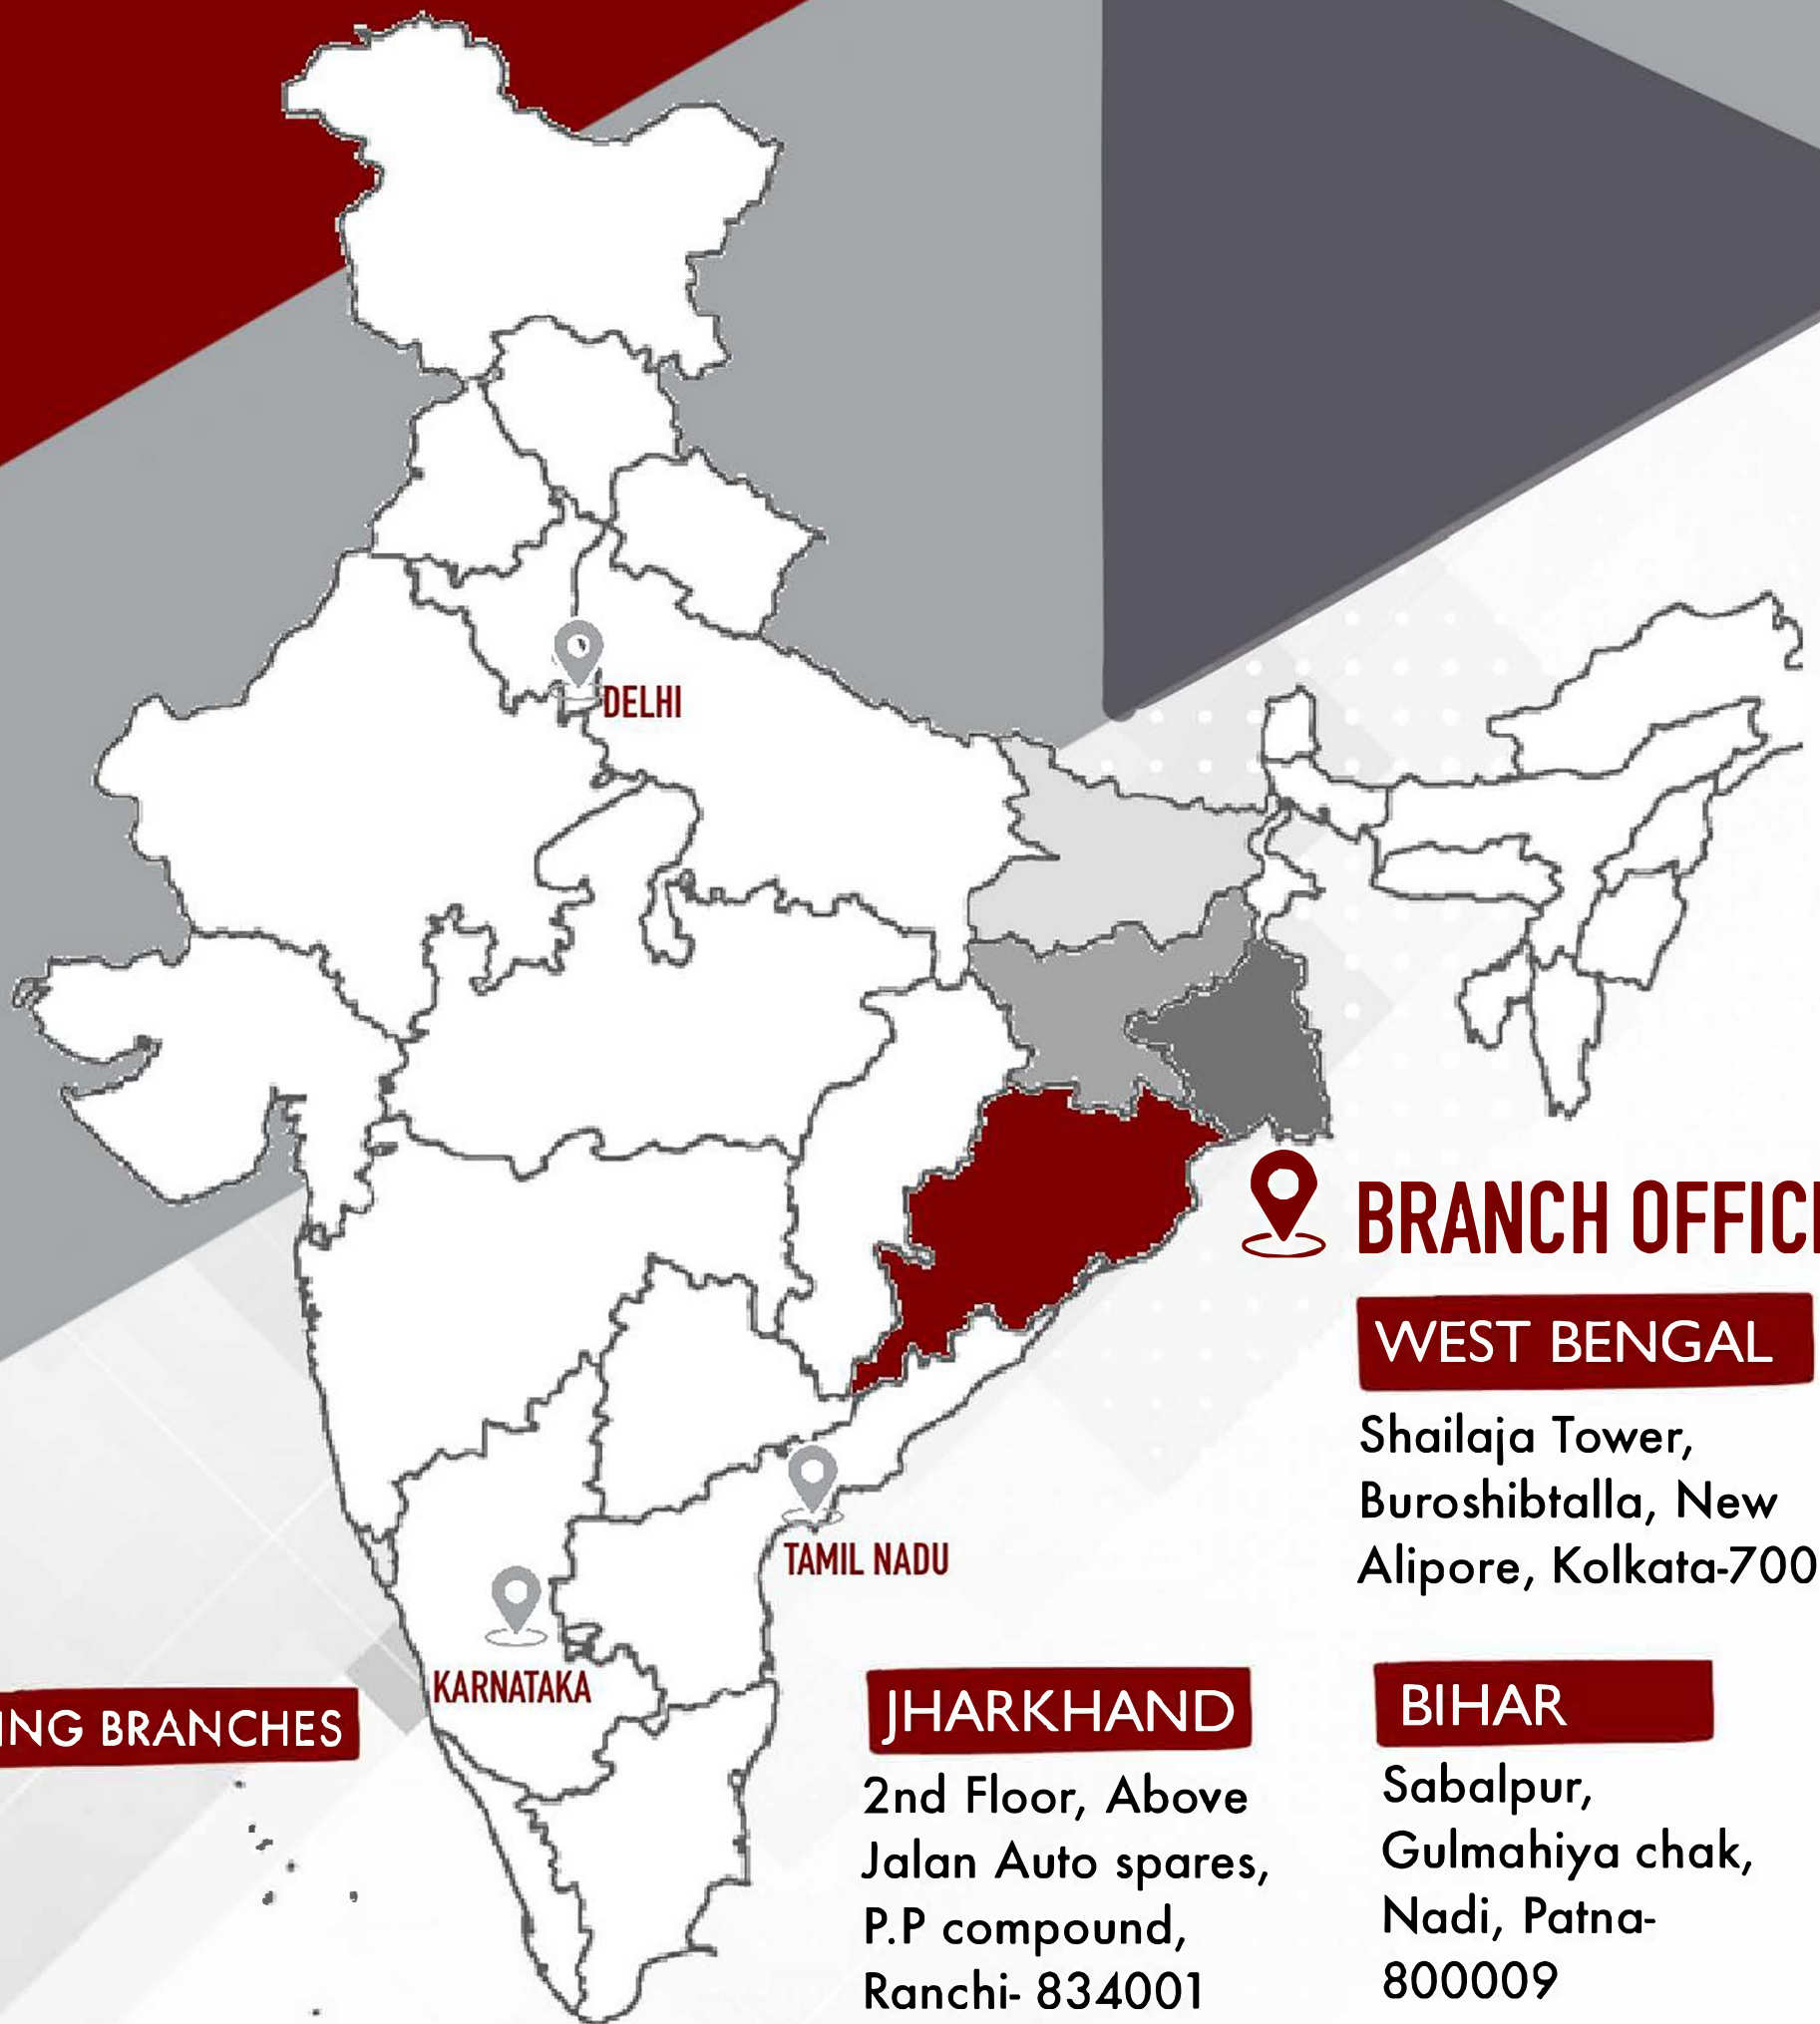 DELHI
BRANCH OFFIC
WEST BENGAL
Shailaja Tower,
Buroshibtalla, New
Alipore, Kolkata-700
TAMIL NADU
KARNATAKA
ING BRANCHES
JHARKHAND
2nd Floor, Above
Jalan Auto spares,
P.P compound,
Ranchi- 834001
BIHAR
Sabalpur,
Gulmahiya chak,
Nadi, Patna-
800009